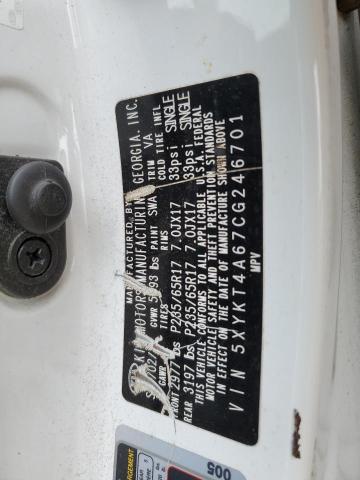 MANUFACTURED BY
KIA MOTORS MANUFACTURING GEORGIA, INC.
PAINT SWA TRIM VA
GVWR lbs
GAWR TIRES RIMS COLD TIRE INFL
FRONT 2977 lbs P235/65R17 7.0JX17 33psi SINGLE
REAR 3197 lbs P235/65R17 7.0JX17 33psi SINGLE
THIS VEHICLE CONFORMS TO ALL APPLICABLE U.S.A. FEDERAL
MOTOR VEHICLE SAFETY AND THEFT PREVENTION STANDARDS
IN EFFECT ON THE DATE OF MANUFACTURE SHOWN ABOVE
VIN 5XYKT4A67CG246701
MPV
005